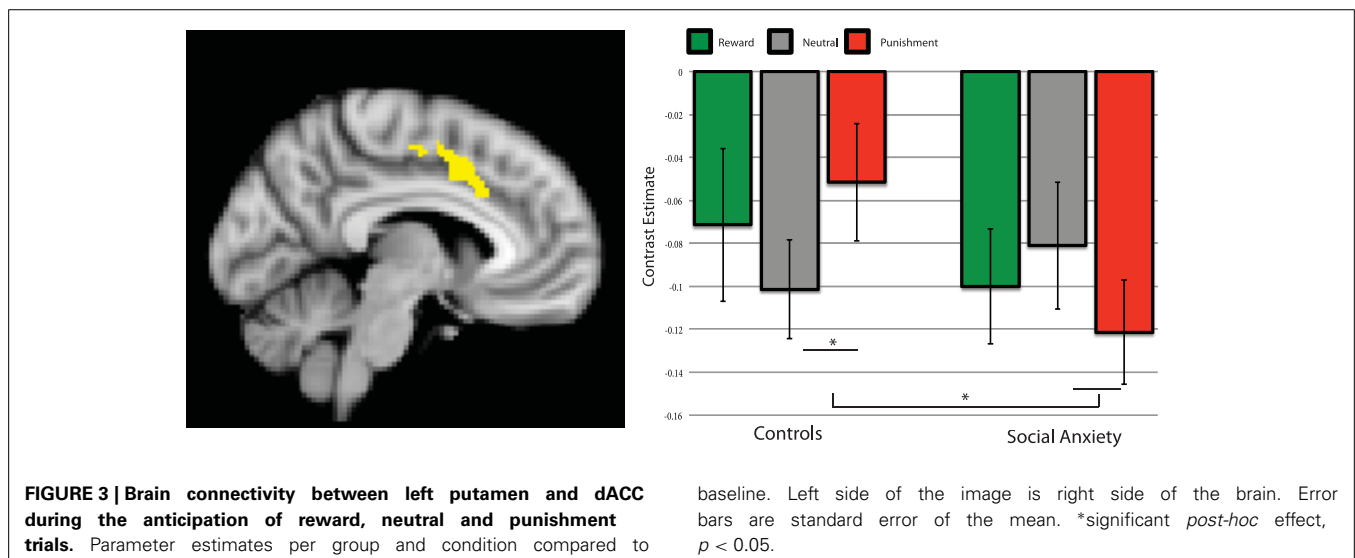 Reward Neutral Punishment
0
-0.02
-0.04
-0.06
-0.08
-0.1
-0.12
-0.14
-0.16
Contrast Estimate
*
*
Controls Social Anxiety
FIGURE 3 | Brain connectivity between left putamen and dACC
during the anticipation of reward, neutral and punishment
trials. Parameter estimates per group and condition compared to
baseline. Left side of the image is right side of the brain. Error
bars are standard error of the mean. *significant post-hoc effect,
p < 0.05.